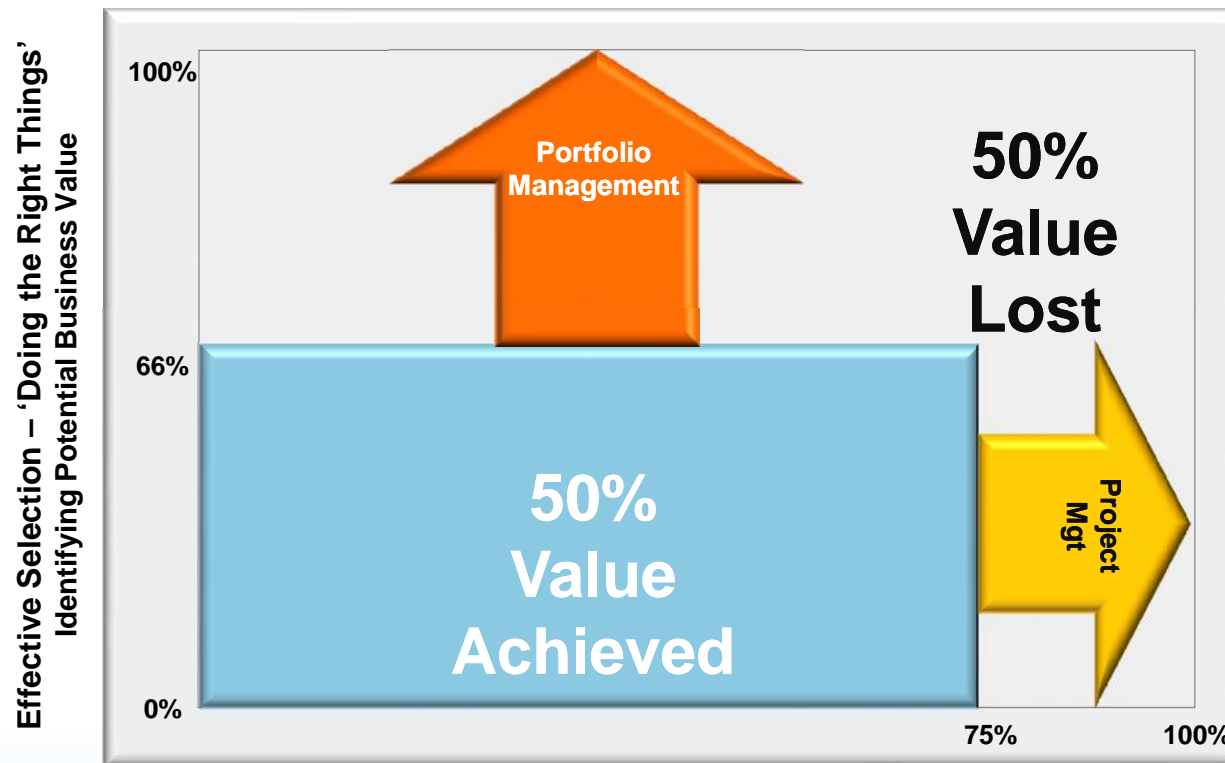 Effective Selection – ‘Doing the Right Things’
Identifying Potential Business Value
100%
Portfolio
Management
50%
Value
Lost
66%
50%
Value
Achieved
Project
Mgt
0%
75%
100%